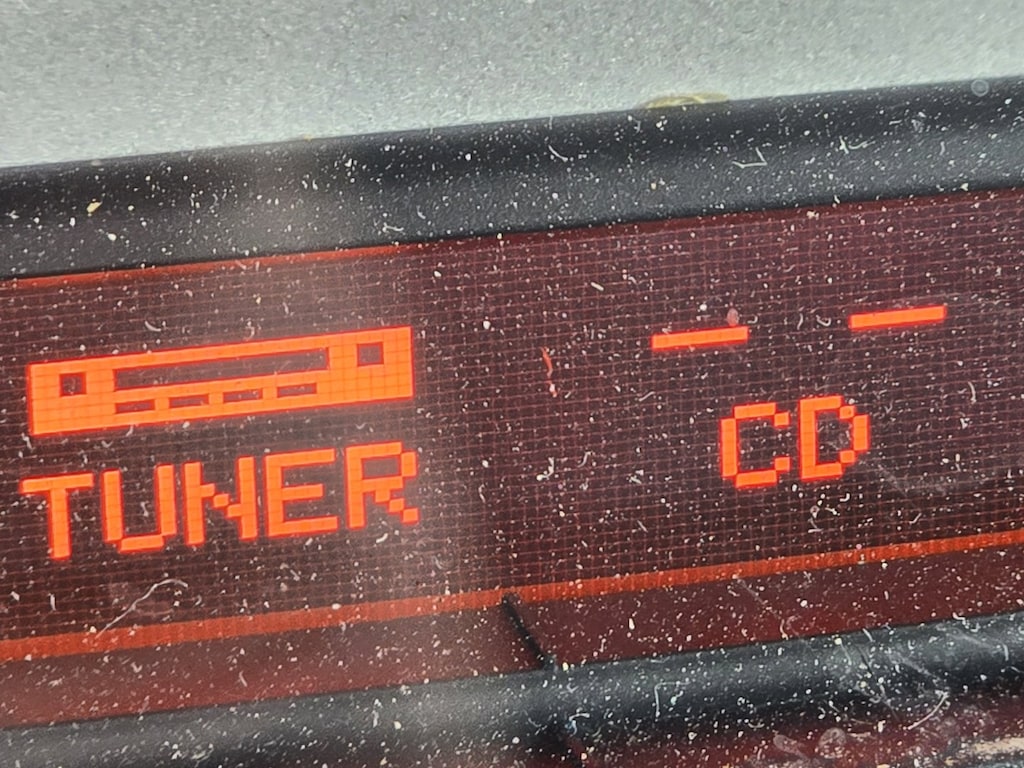 — —
TUNER
CD